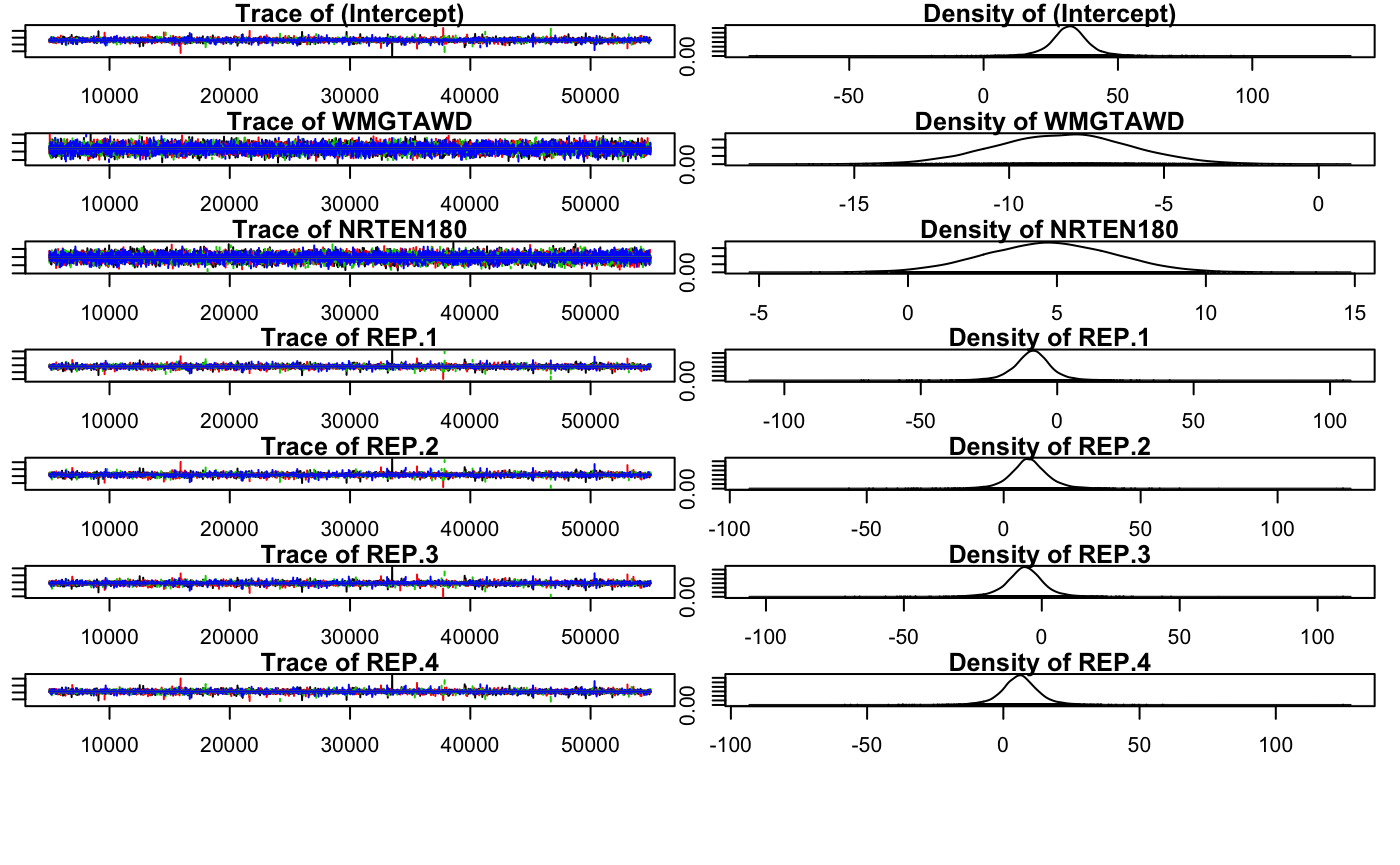 Trace of (Intercept) Density of (Intercept)
0.00
10000 20000 30000 40000 50000 -50 0 50 100
Trace of WMGTAWD Density of WMGTAWD
0.00
10000 20000 30000 40000 50000 -15 -10 -5 0
Trace of NRTEN180 Density of NRTEN180
0.00
10000 20000 30000 40000 50000 -5 0 5 10 15
Trace of REP.1 Density of REP.1
0.00
10000 20000 30000 40000 50000 -100 -50 0 50 100
Trace of REP.2 Density of REP.2
0.00
10000 20000 30000 40000 50000 -100 -50 0 50 100
Trace of REP.3 Density of REP.3
0.00
10000 20000 30000 40000 50000 -100 -50 0 50 100
Trace of REP.4 Density of REP.4
0.00
10000 20000 30000 40000 50000 -100 -50 0 50 100